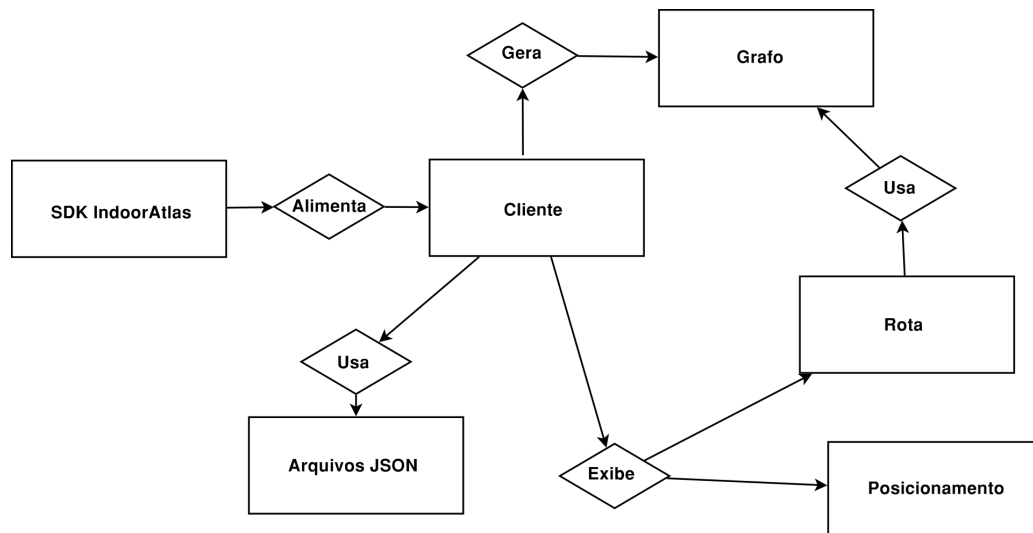 Gera
Grafo
SDK IndoorAtlas
Alimenta
Cliente
Usa
Rota
Usa
Arquivos JSON
Exibe
Posicionamento